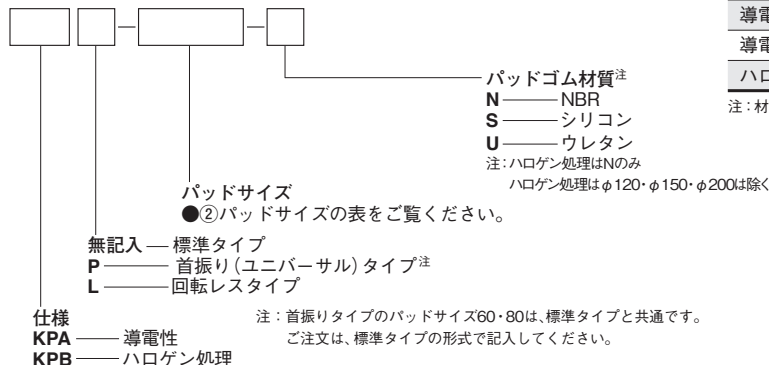 導電
導電
ハロ
注：材
パッドゴム材質注
N NBR
S シリコン
U ウレタン
注：ハロゲン処理はNのみ
ハロゲン処理はφ120・φ150・φ200は除く
パッドサイズ
●②パッドサイズの表をご覧ください。
無記入 標準タイプ
P 首振り（ユニバーサル）タイプ注
L 回転レスタイプ
仕様
KPA 導電性
KPB ハロゲン処理
注：首振りタイプのパッドサイズ60・80は、標準タイプと共通です。
ご注文は、標準タイプの形式で記入してください。